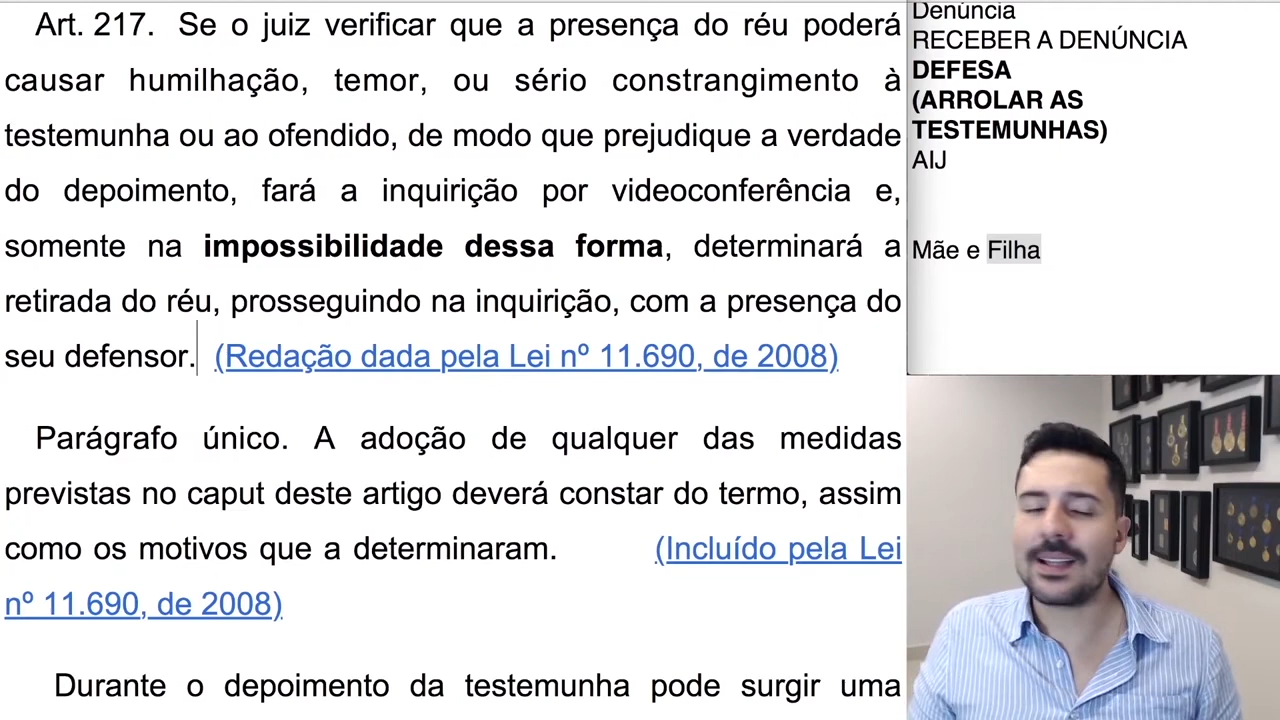 Art. 217. Se o juiz verificar que a presença do réu poderá
causar humilhação, temor, ou sério constrangimento à
testemunha ou ao ofendido, de modo que prejudique a verdade
do depoimento, fará a inquirição por videoconferência e,
somente na impossibilidade dessa forma, determinará a
retirada do réu, prosseguindo na inquirição, com a presença do
seu defensor. (Redação dada pela Lei nº 11.690, de 2008)
Parágrafo único. A adoção de qualquer das medidas
previstas no caput deste artigo deverá constar do termo, assim
como os motivos que a determinaram. (Incluído pela Lei
nº 11.690, de 2008)
Durante o depoimento da testemunha pode surgir uma
Denúncia
RECEBER A DENÚNCIA
DEFESA
(ARROLAR AS
TESTEMUNHAS)
AIJ
Mãe e Filha